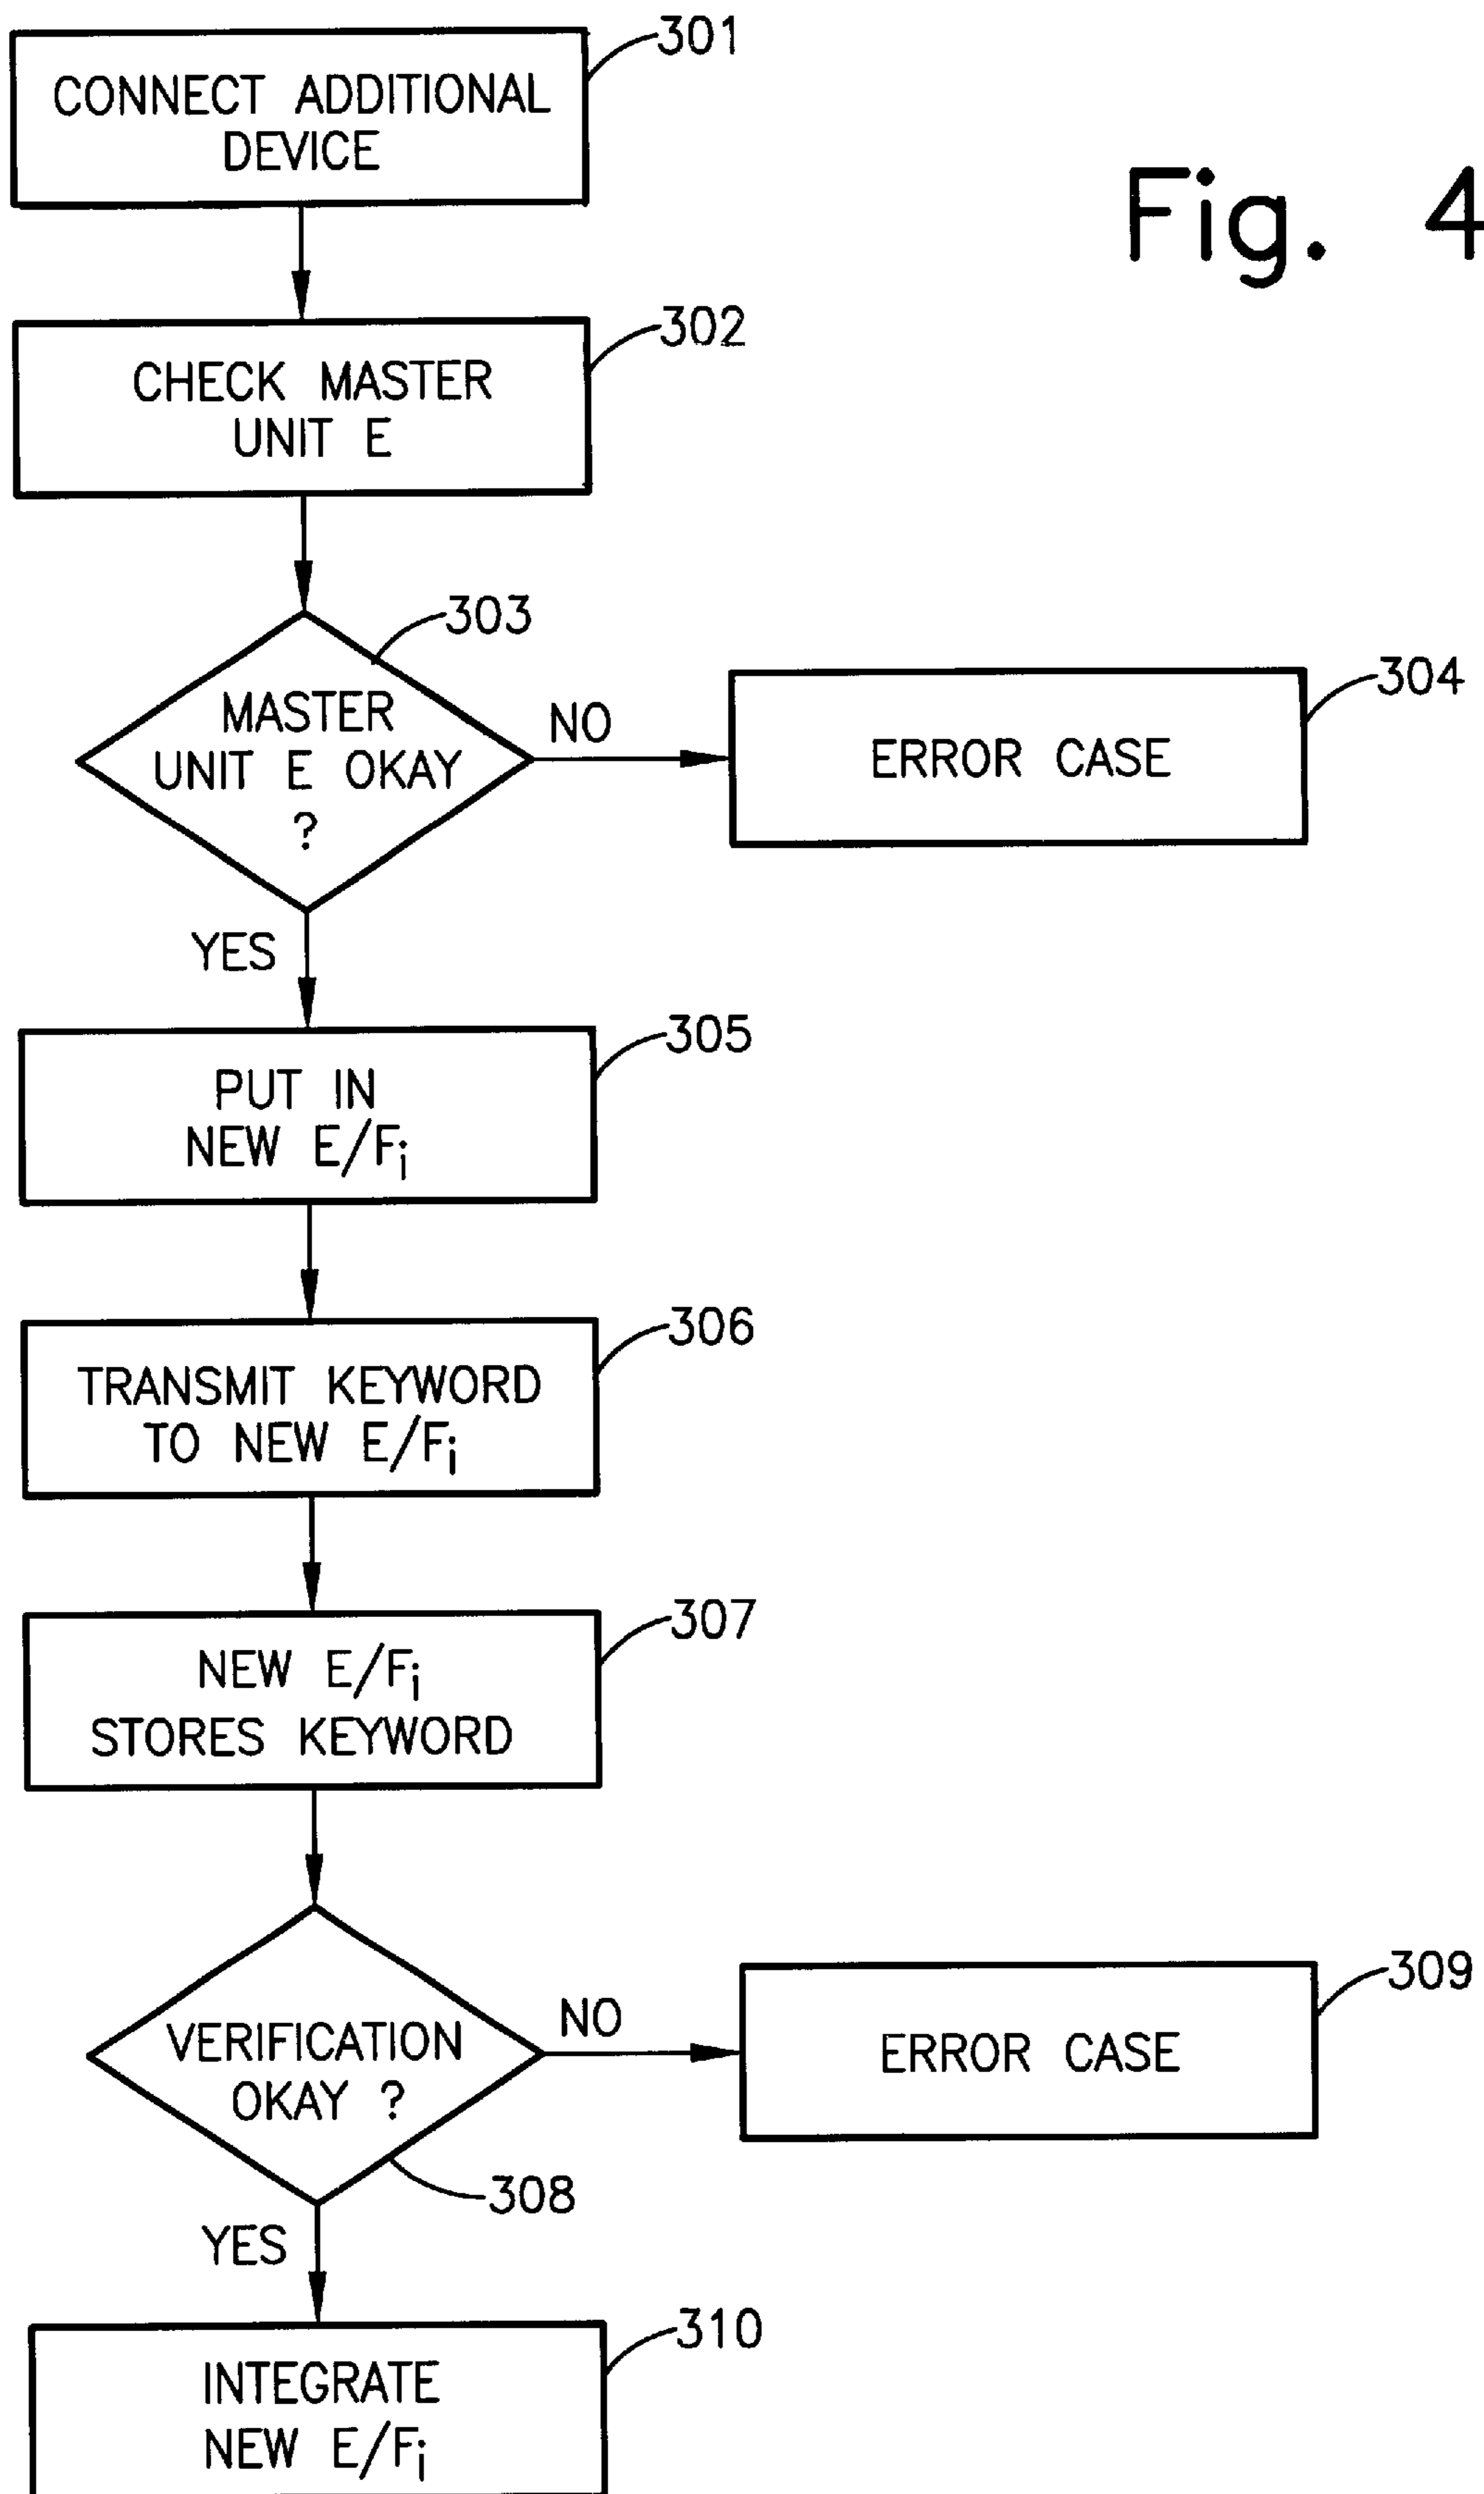 301
CONNECT ADDITIONAL
DEVICE
Fig. 4
302
CHECK MASTER
UNIT E
303
MASTER
UNIT E OKAY
?
NO
304
ERROR CASE
YES
305
PUT IN
NEW E/Fi
306
TRANSMIT KEYWORD
TO NEW E/Fi
307
NEW E/Fi
STORES KEYWORD
VERIFICATION
OKAY ?
NO
309
ERROR CASE
308
YES
310
INTEGRATE
NEW E/Fi